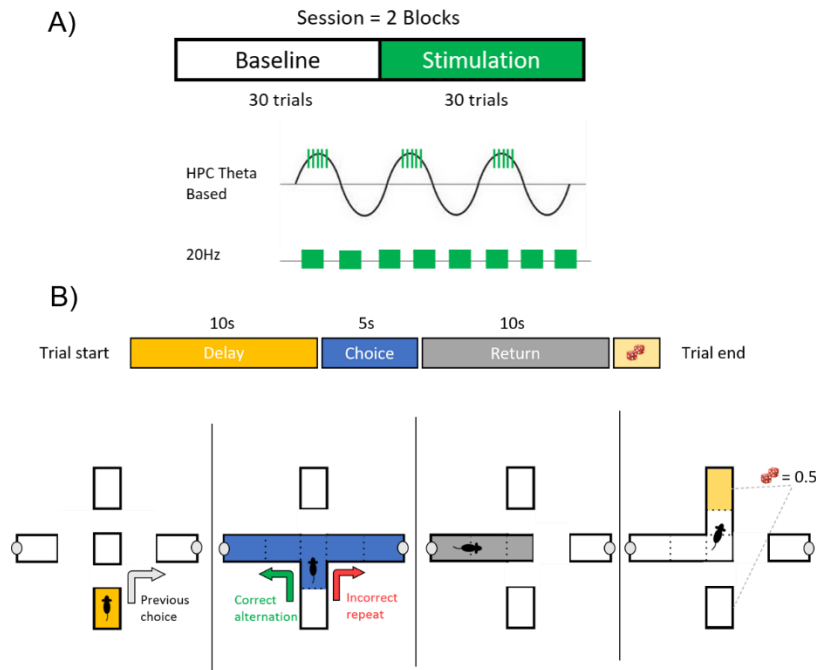 A)
Session = 2 Blocks
Baseline
Stimulation
30 trials
30 trials
HPC Theta
Based
20Hz
B)
10s
5s
10s
Trial start
Delay
Choice
Return
Trial end
= 0.5
Previous
choice
Correct
alternation
Incorrect
repeat